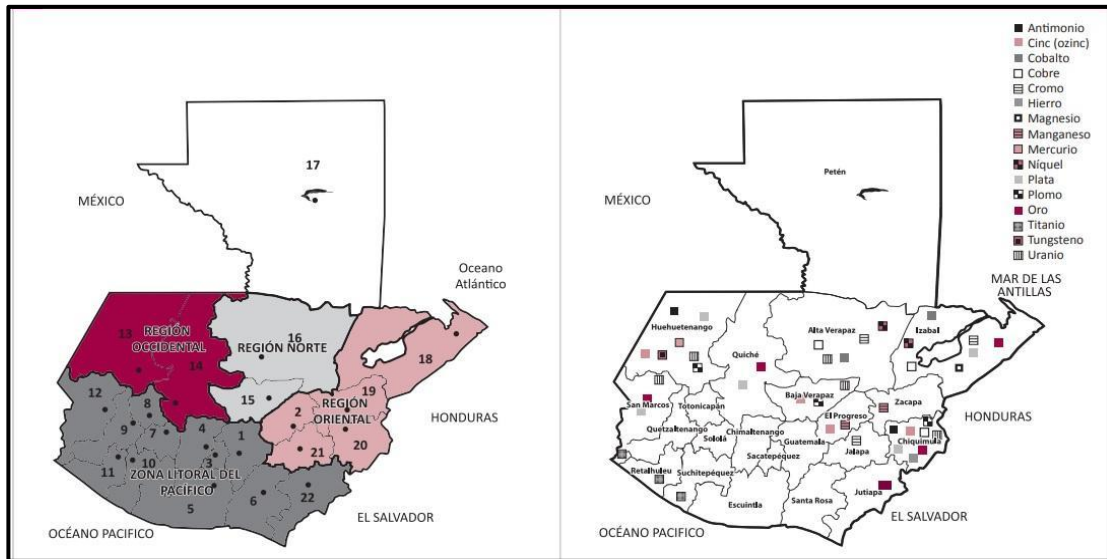 17
MÉXICO
Oceano
Atlántico
13
REGIÓN
OCCIDENTAL
14
16
REGIÓN NORTE
18
15
19
12
8
2
REGIÓN
ORIENTAL
HONDURAS
9
7
4
1
20
21
11
10
3
ZONA LITORAL DEL
PACÍFICO
6
22
5
EL SALVADOR
OCÉANO PACIFICO
Antimonio
Cinc (ozinc)
Cobalto
Cobre
Cromo
Hierro
Magnesio
Manganeso
Mercurio
Níquel
Plata
Plomo
Oro
Titanio
Tungsteno
Uranio
Petén
MÉXICO
MAR DE LAS
ANTILLAS
Huehuetenango
Alta Verapaz
Izabal
Quiché
San Marcos
Totonicapán
Baja Verapaz
Zacapa
HONDURAS
Quetzaltenango
Chimaltenango
El Progreso
Guatemala
Chiquimula
Sololá
Sacatepéquez
Jalapa
Retalhuleu
Suchitepéquez
Escuintla
Santa Rosa
Jutiapa
EL SALVADOR
OCÉANO PACIFICO